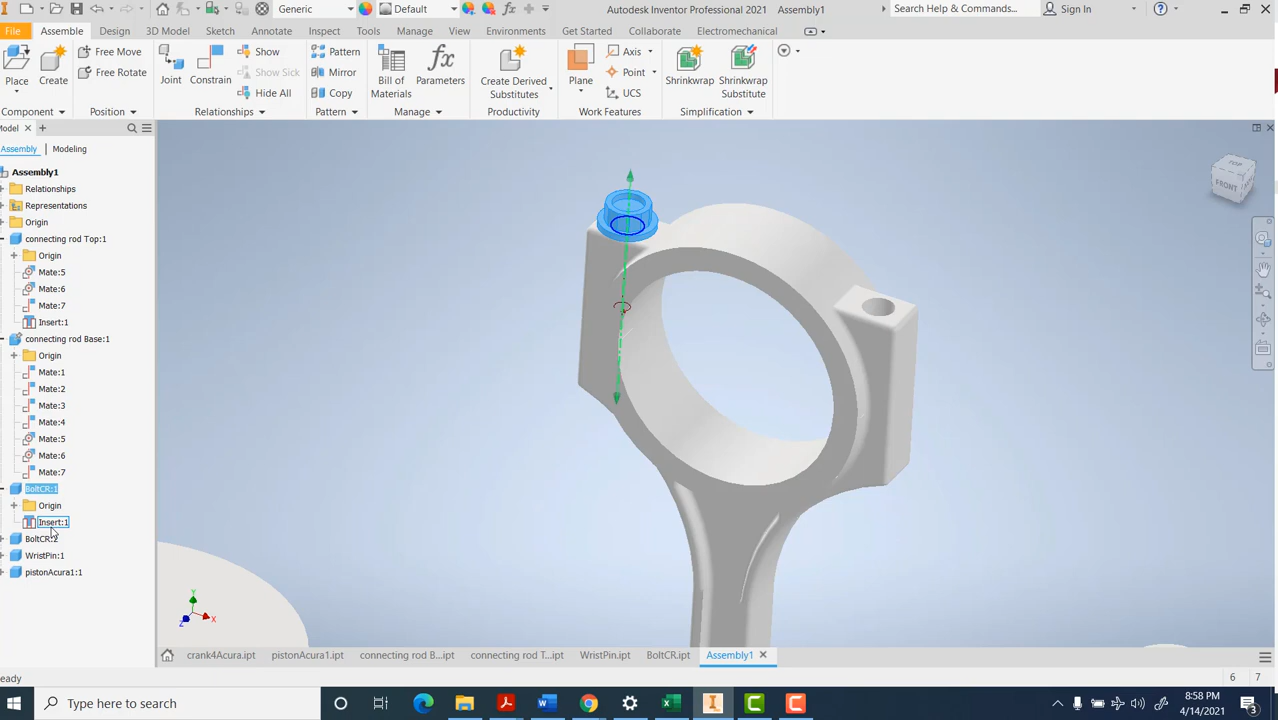 Generic
Default
Autodesk Inventor Professional 2021
Assembly1
Search Help & Commands...
Sign In
File
Assemble
Design
3D Model
Sketch
Annotate
Inspect
Tools
Manage
View
Environments
Get Started
Collaborate
Electromechanical
Place
Create
Free Move
Free Rotate
Joint
Constrain
Show
Show Sick
Hide All
Pattern
Mirror
Copy
Bill of
Materials
fx
Parameters
Create Derived
Substitutes
Plane
Axis
Point
UCS
Shrinkwrap
Shrinkwrap
Substitute
Component
Position
Relationships
Pattern
Manage
Productivity
Work Features
Simplification
Model
Assembly
Modeling
Assembly1
Relationships
Representations
Origin
connecting rod Top:1
Origin
Mate:5
Mate:6
Mate:7
Insert:1
connecting rod Base:1
Origin
Mate:1
Mate:2
Mate:3
Mate:4
Mate:5
Mate:6
Mate:7
BoltCR:1
Origin
Insert:1
BoltCR:2
WristPin:1
pistonAcura1:1
TOP
FRONT
Y
X
Z
crank4Acura.ipt
pistonAcura1.ipt
connecting rod B...ipt
connecting rod T...ipt
WristPin.ipt
BoltCR.ipt
Assembly1
eady
6
7
Type here to search
8:58 PM
4/14/2021
3